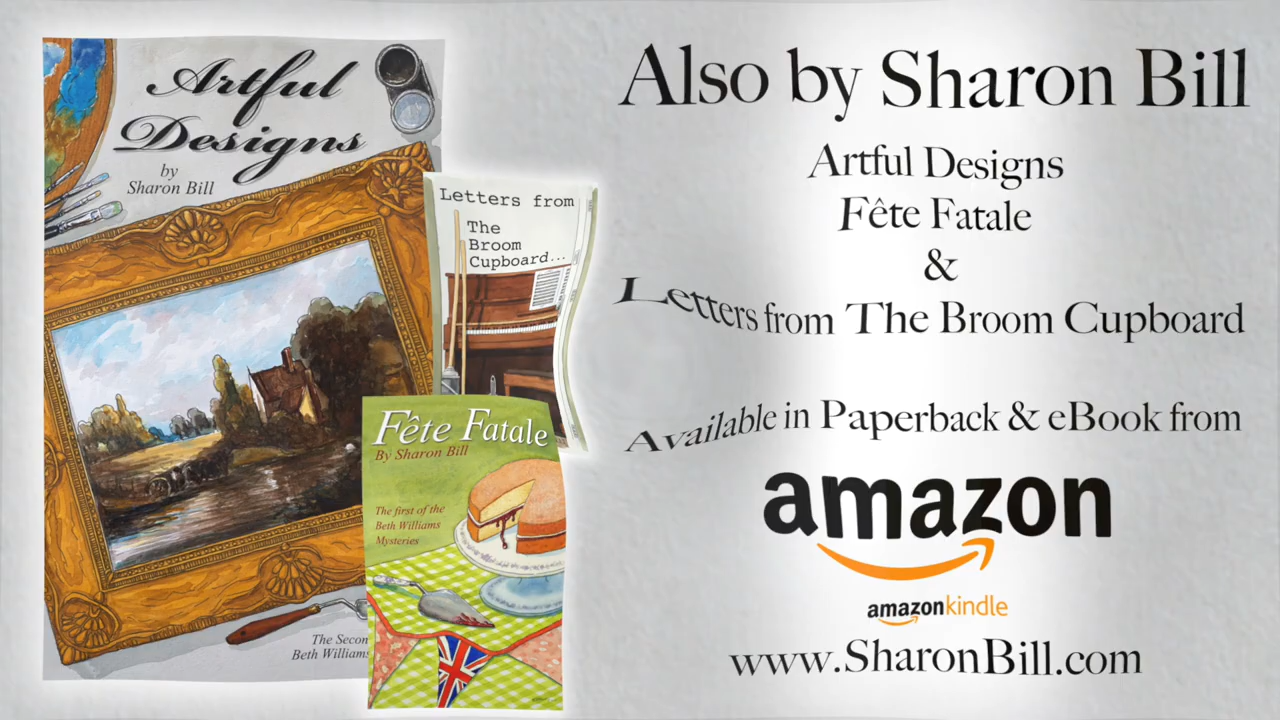 Artful
Designs
by
Sharon Bill
The Secon
Beth Williams
Letters from
The
Broom
Cupboard...
Fête Fatale
By Sharon Bill
The first of the
Beth Williams
Mysteries
Also by Sharon Bill
Artful Designs
Fête Fatale
&
Letters from The Broom Cupboard
Available in Paperback & eBook from
amazon
amazonkindle
www.SharonBill.com